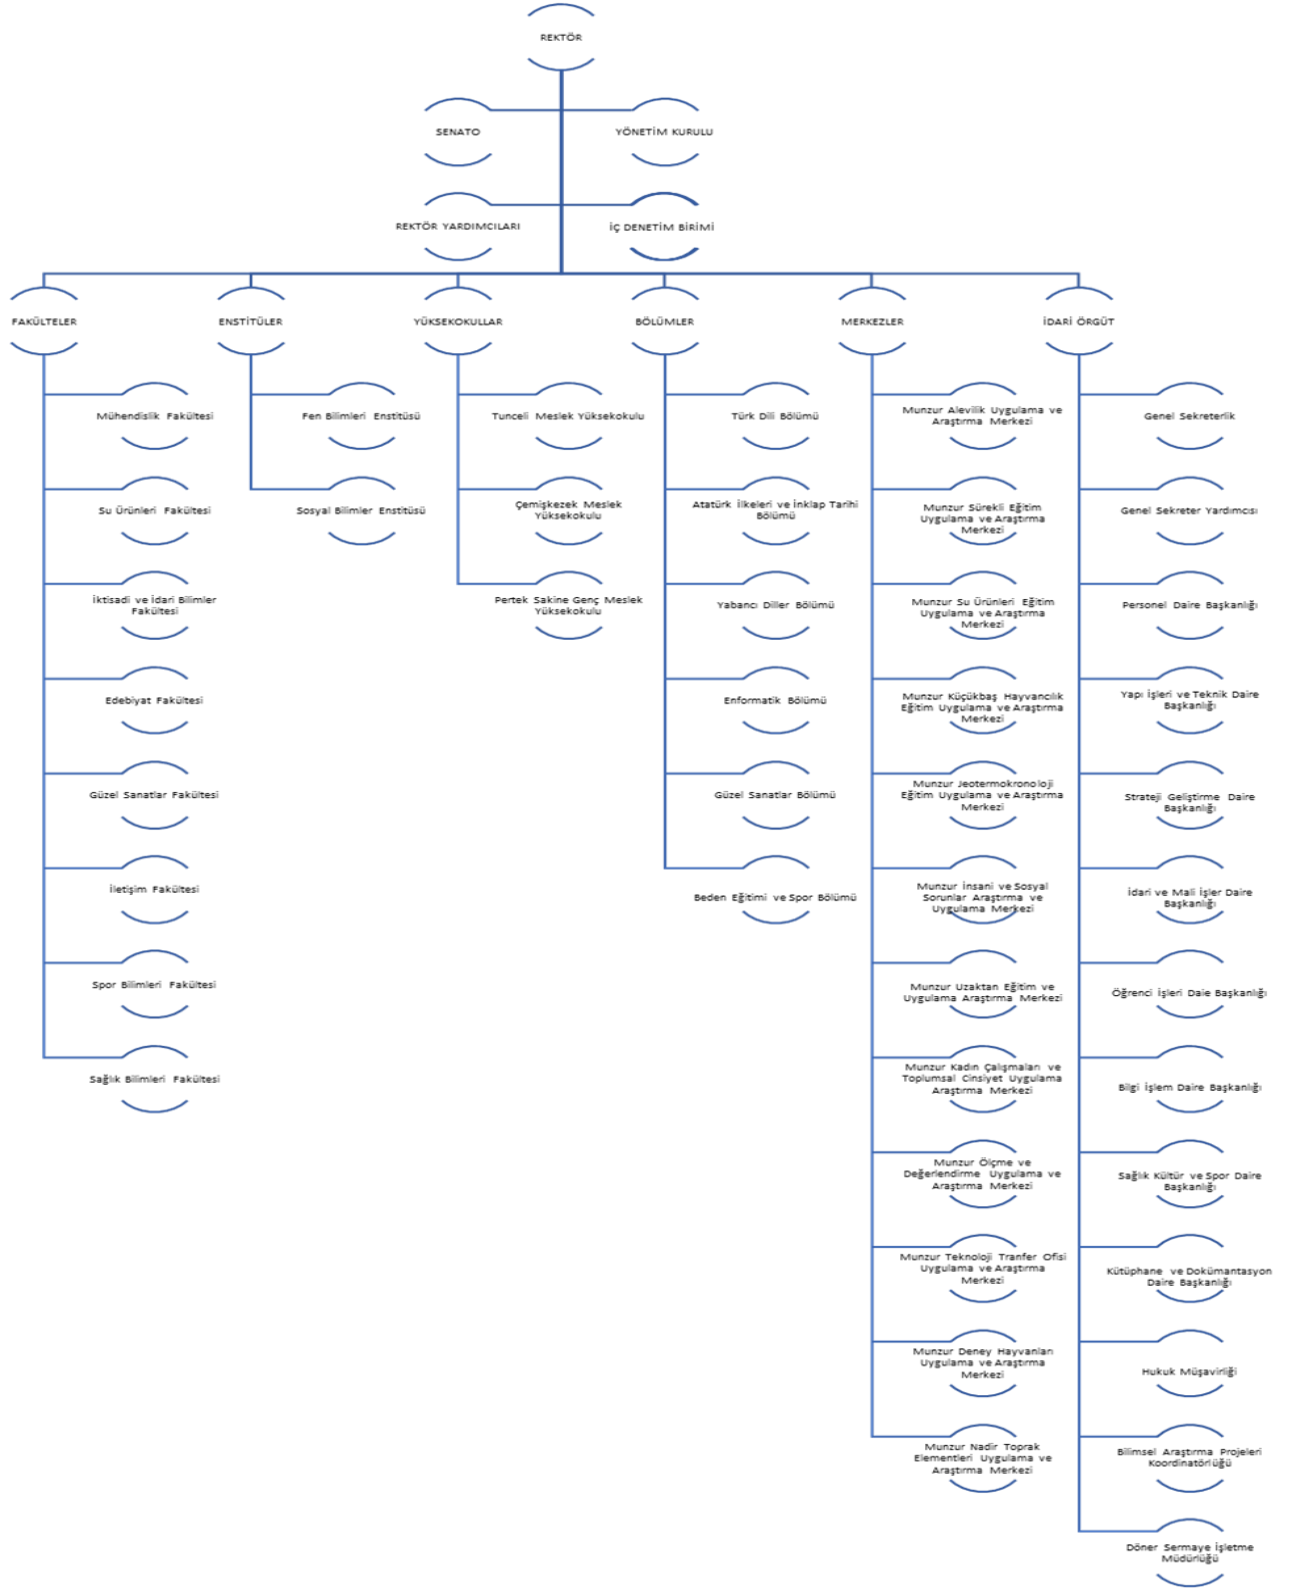 REKTÖR
SENATO
YÖNETİM KURULU
REKTÖR YARDIMCILARI
İÇ DENETİM BİRİMİ
FAKÜLTELER
Mühendislik Fakültesi
Su Ürünleri Fakültesi
İktisadi ve İdari Bilimler
Fakültesi
Edebiyat Fakültesi
Güzel Sanatlar Fakültesi
İletişim Fakültesi
Spor Bilimleri Fakültesi
Sağlık Bilimleri Fakültesi
ENSTİTÜLER
Fen Bilimleri Enstitüsü
Sosyal Bilimler Enstitüsü
YÜKSEKOKULLAR
Tunceli Meslek Yüksekokulu
Çemişkezek Meslek
Yüksekokulu
Pertek Sakine Genç Meslek
Yüksekokulu
BÖLÜMLER
Türk Dili Bölümü
Atatürk İlkeleri ve İnklap Tarihi
Bölümü
Yabancı Diller Bölümü
Enformatik Bölümü
Güzel Sanatlar Bölümü
Beden Eğitimi ve Spor Bölümü
MERKEZLER
Munzur Alevilik Uygulama ve
Araştırma Merkezi
Munzur Sürekli Eğitim
Uygulama ve Araştırma
Merkezi
Munzur Su Ürünleri Eğitim
Uygulama ve Araştırma
Merkezi
Munzur Küçükbaş Hayvancılık
Eğitim Uygulama ve Araştırma
Merkezi
Munzur Jeotermokronoloji
Eğitim Uygulama ve Araştırma
Merkezi
Munzur İnsani ve Sosyal
Sorunlar Araştırma ve
Uygulama Merkezi
Munzur Uzaktan Eğitim ve
Uygulama Araştırma Merkezi
Munzur Kadın Çalışmaları ve
Toplumsal Cinsiyet Uygulama
Araştırma Merkezi
Munzur Ölçme ve
Değerlendirme Uygulama ve
Araştırma Merkezi
Munzur Teknoloji Tranfer Ofisi
Uygulama ve Araştırma
Merkezi
Munzur Deney Hayvanları
Uygulama ve Araştırma
Merkezi
Munzur Nadir Toprak
Elementleri Uygulama ve
Araştırma Merkezi
İDARİ ÖRGÜT
Genel Sekreterlik
Genel Sekreter Yardımcısı
Personel Daire Başkanlığı
Yapı İşleri ve Teknik Daire
Başkanlığı
Strateji Geliştirme Daire
Başkanlığı
İdari ve Mali İşler Daire
Başkanlığı
Öğrenci İşleri Daie Başkanlığı
Bilgi İşlem Daire Başkanlığı
Sağlık Kültür ve Spor Daire
Başkanlığı
Kütüphane ve Dokümantasyon
Daire Başkanlığı
Hukuk Müşavirliği
Bilimsel Araştırma Projeleri
Koordinatörlüğü
Döner Sermaye İşletme
Müdürlüğü